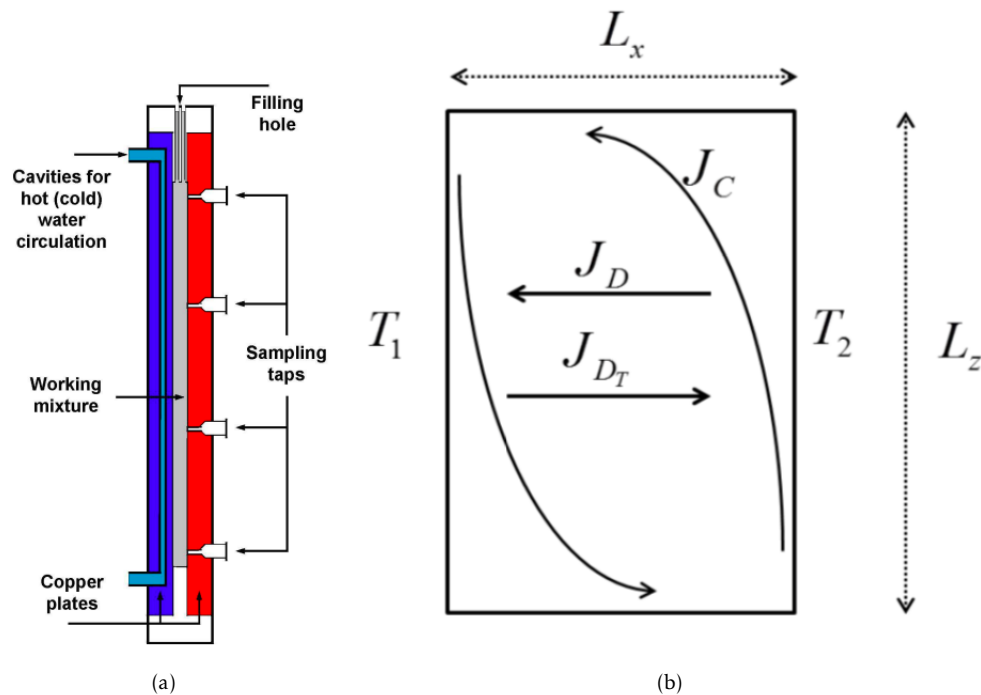 Filling
hole
Cavities for
hot (cold)
water
circulation
Sampling
taps
Working
mixture
Copper
plates
(a)
L_x
J_C
J_D
T_1
T_2
L_z
J_{D_T}
(b)